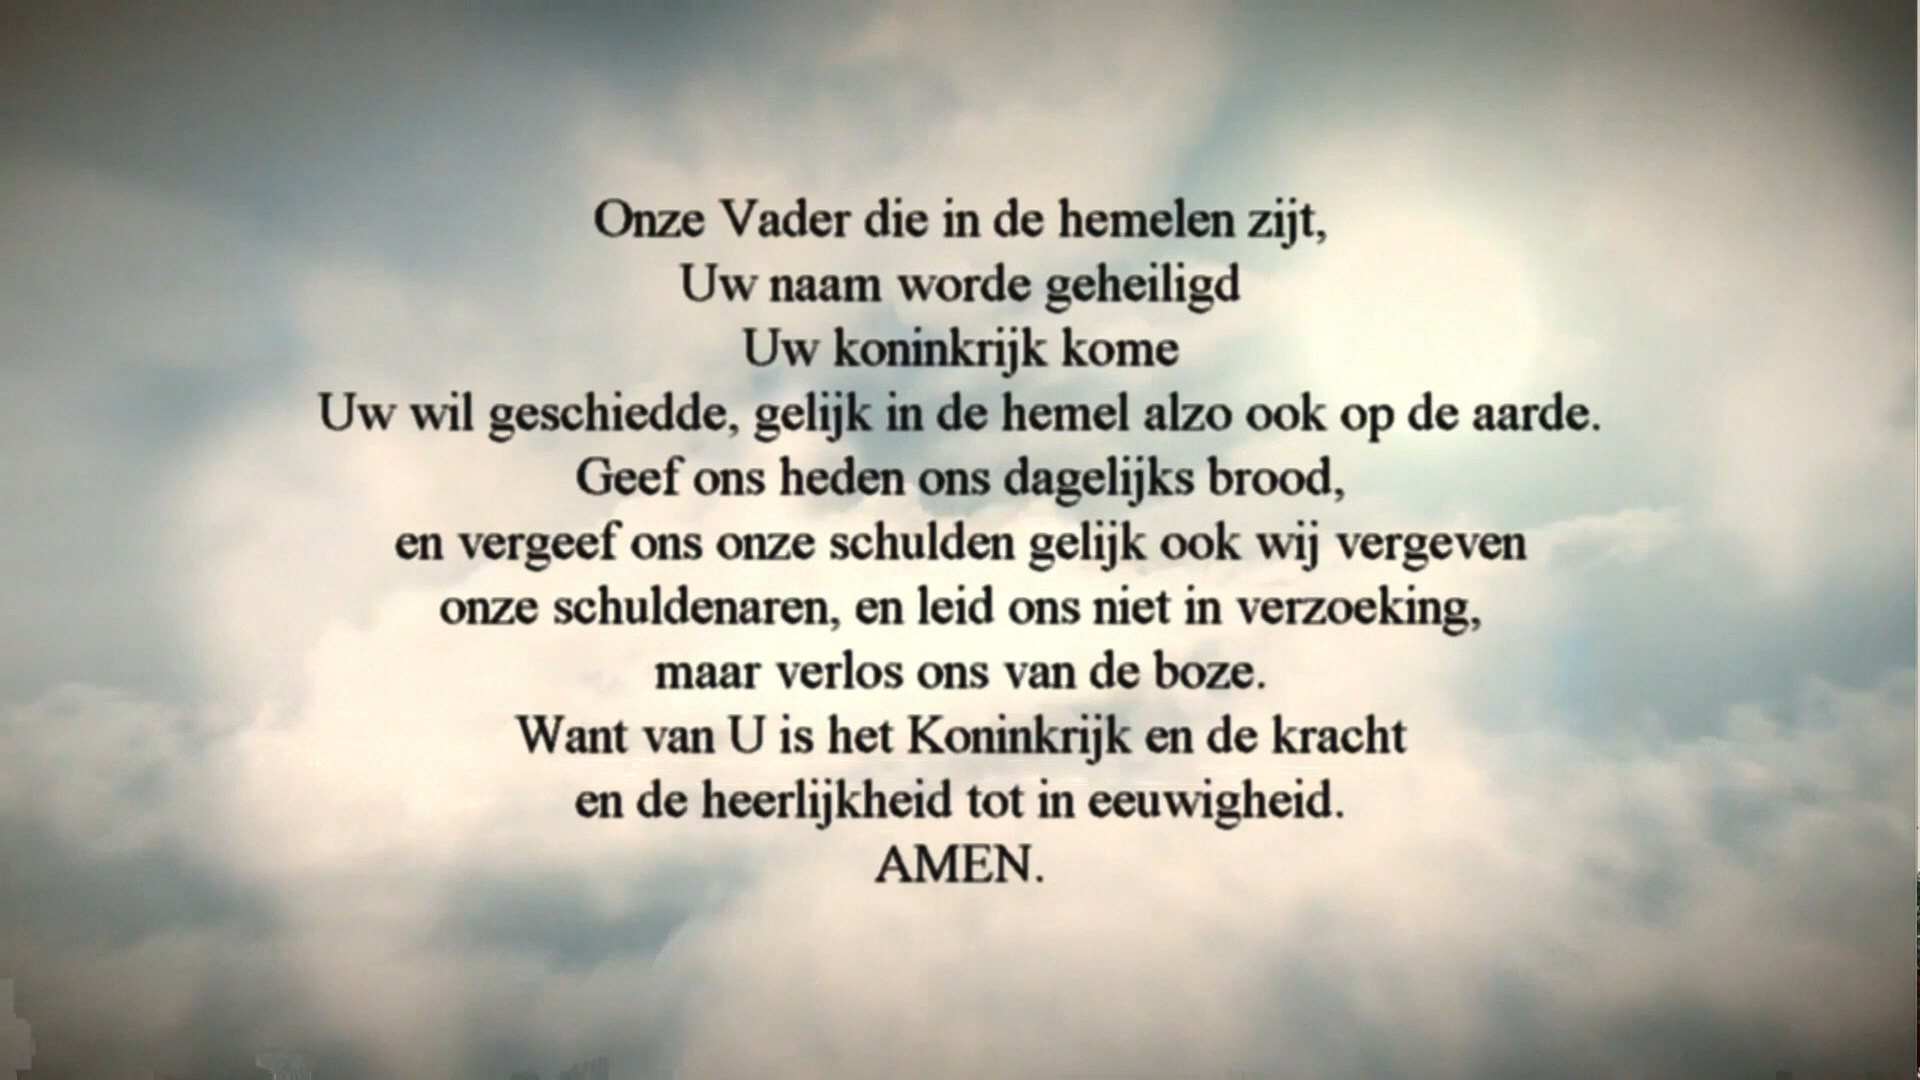 Onze Vader die in de hemelen zijt,
Uw naam worde geheiligd
Uw koninkrijk kome
Uw wil geschiedde, gelijk in de hemel alzo ook op de aarde.
Geef ons heden ons dagelijks brood,
en vergeef ons onze schulden gelijk ook wij vergeven
onze schuldenaren, en leid ons niet in verzoeking,
maar verlos ons van de boze.
Want van U is het Koninkrijk en de kracht
en de heerlijkheid tot in eeuwigheid.
AMEN.